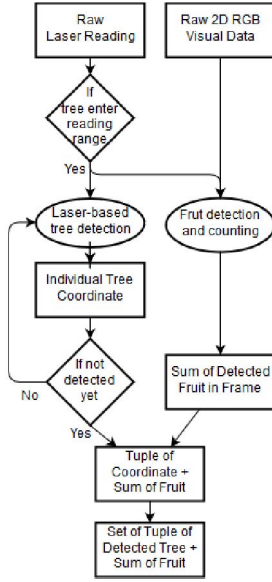 Raw
Laser Reading
Raw 2D RGB
Visual Data
If
tree enter
reading
range
Yes
Laser-based
tree detection
Frut detection
and counting
Individual Tree
Coordinate
If not
detected
yet
No
Yes
Sum of Detected
Fruit in Frame
Tuple of
Coordinate +
Sum of Fruit
Set of Tuple of
Detected Tree +
Sum of Fruit